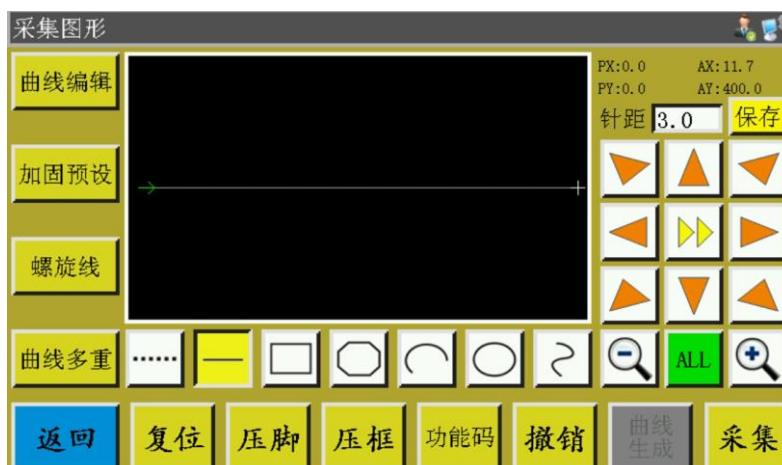 采集图形
曲线编辑
PX:0.0 AX:11.7
PY:0.0 AY:400.0
针距 3.0 保存
加固预设
螺旋线
曲线多重
ALL
返回 复位 压脚 压框 功能码 撤销 曲线生成 采集